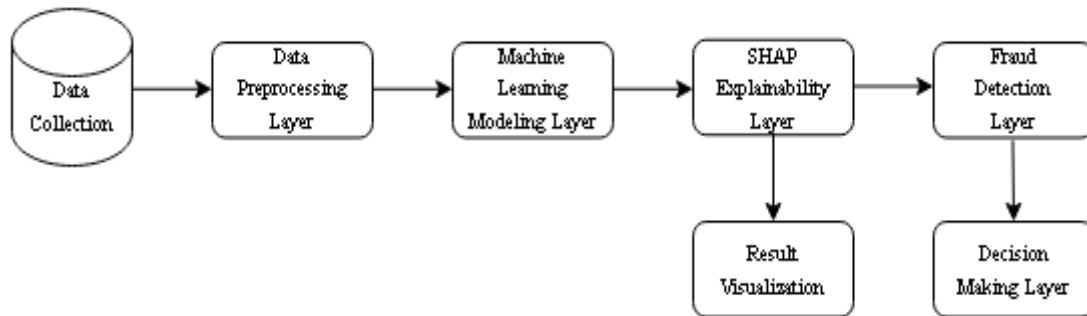 Data
Collection
Data
Preprocessing
Layer
Machine
Learning
Modeling Layer
SHAP
Explainability
Layer
Fraud
Detection
Layer
Result
Visualization
Decision
Making Layer